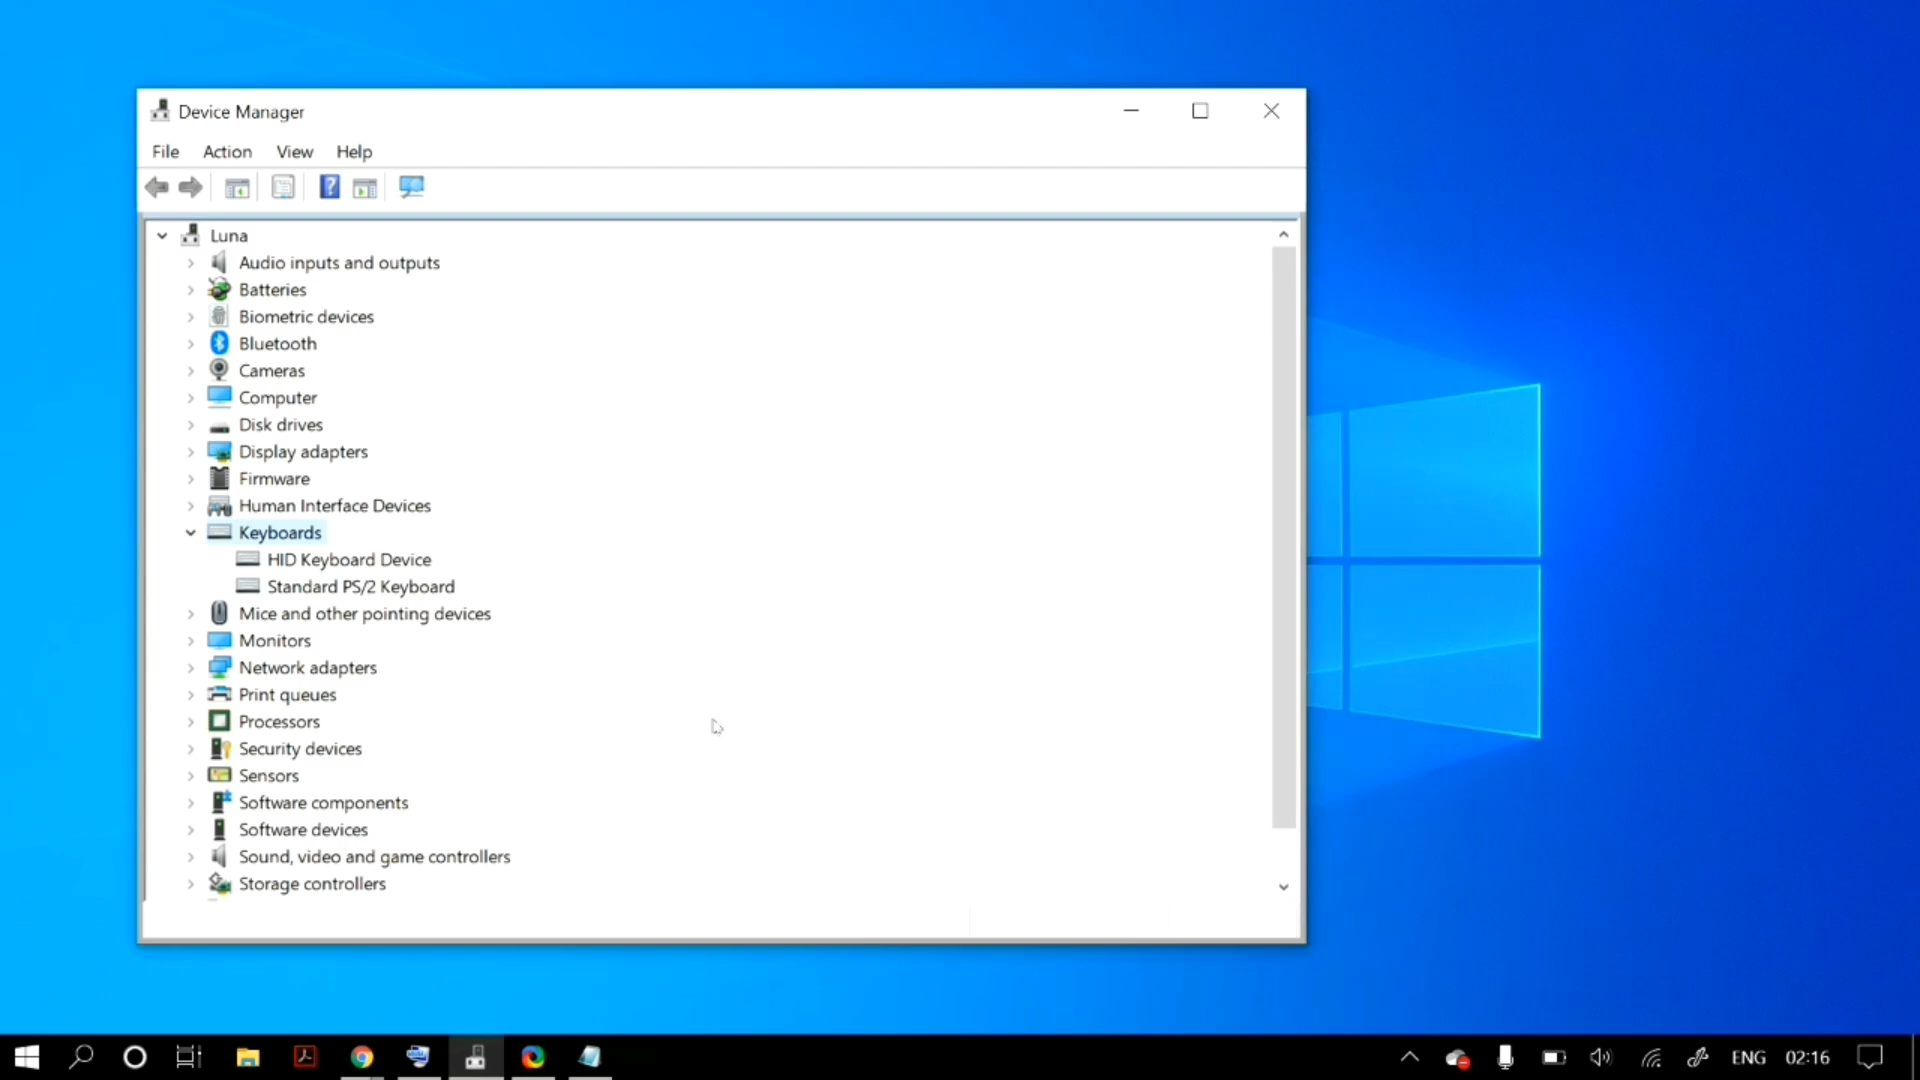 Device Manager
File Action View Help
Luna
Audio inputs and outputs
Batteries
Biometric devices
Bluetooth
Cameras
Computer
Disk drives
Display adapters
Firmware
Human Interface Devices
Keyboards
HID Keyboard Device
Standard PS/2 Keyboard
Mice and other pointing devices
Monitors
Network adapters
Print queues
Processors
Security devices
Sensors
Software components
Software devices
Sound, video and game controllers
Storage controllers
ENG 02:16